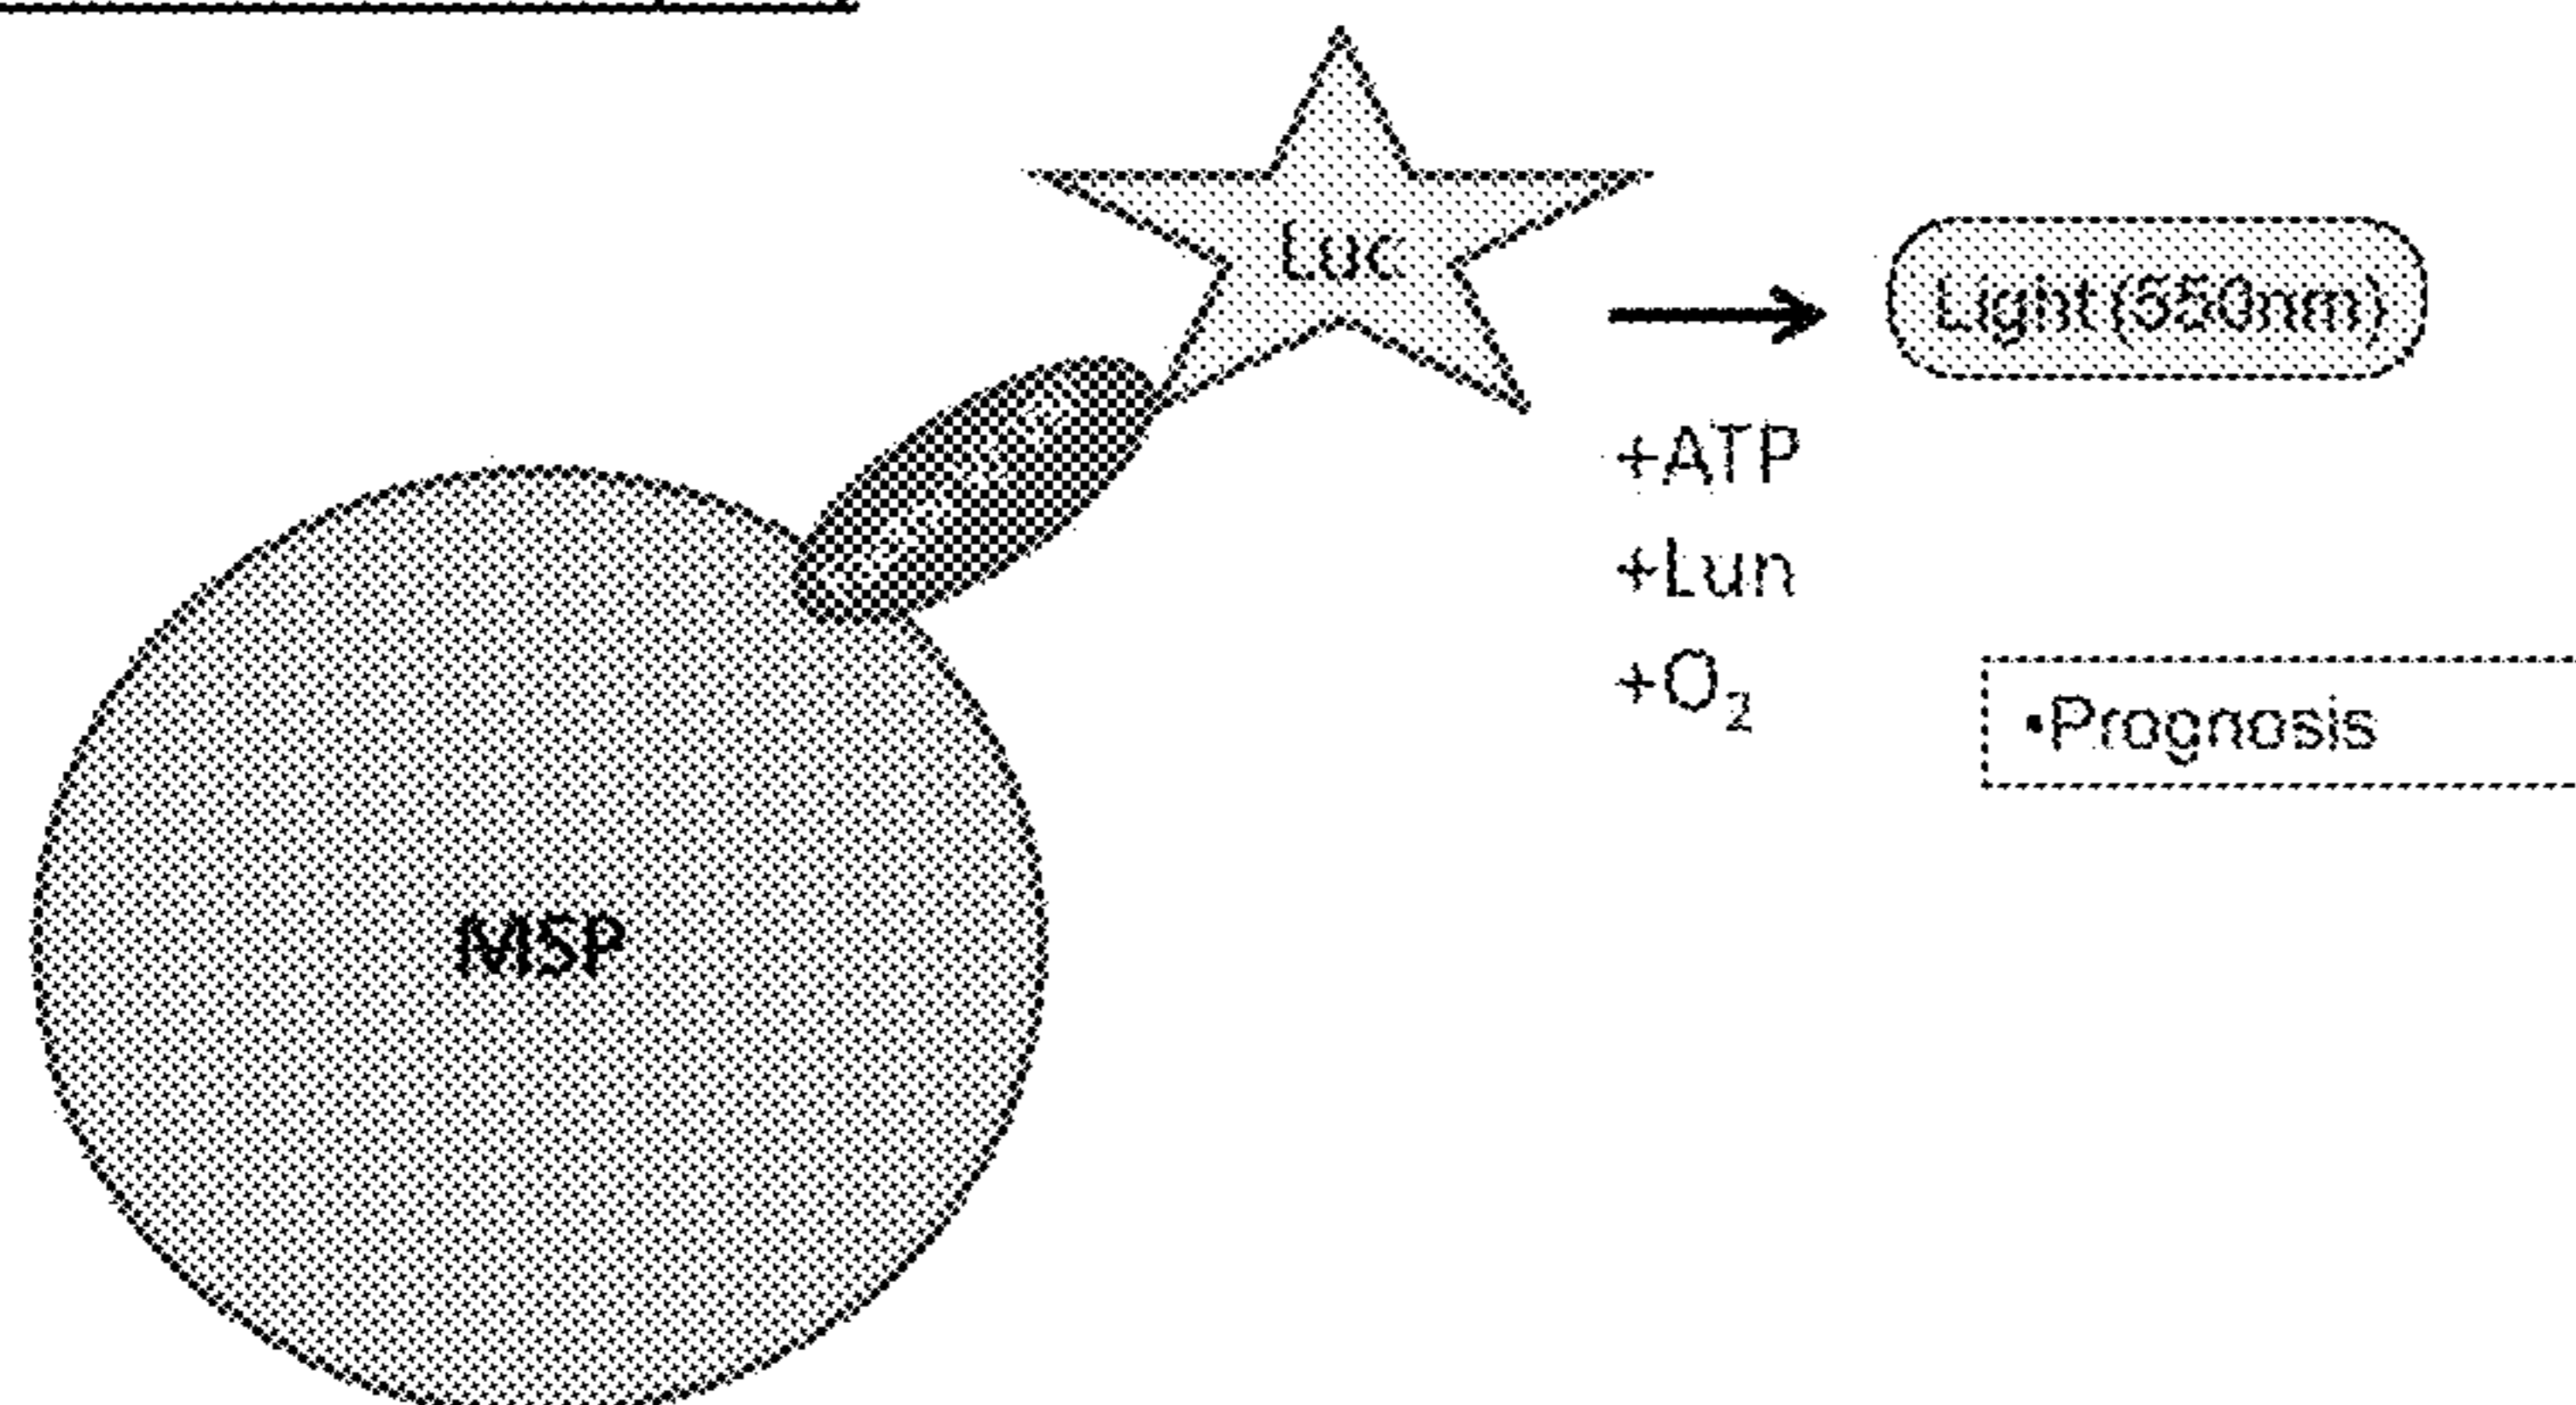 Luc
Light (550nm)
+ATP
+Lun
+O₂
•Prognosis
MSP